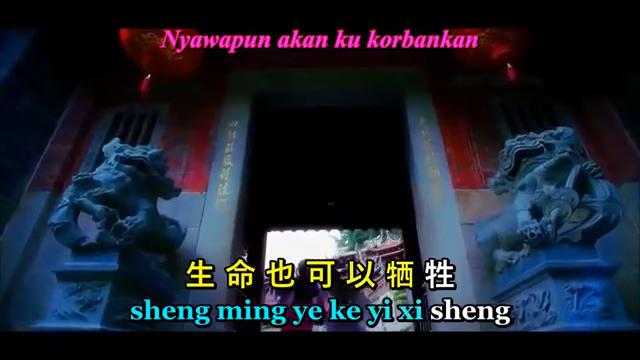 Nyawapun akan ku korbankan
生命也可以牺牲
sheng ming ye ke yi xi sheng